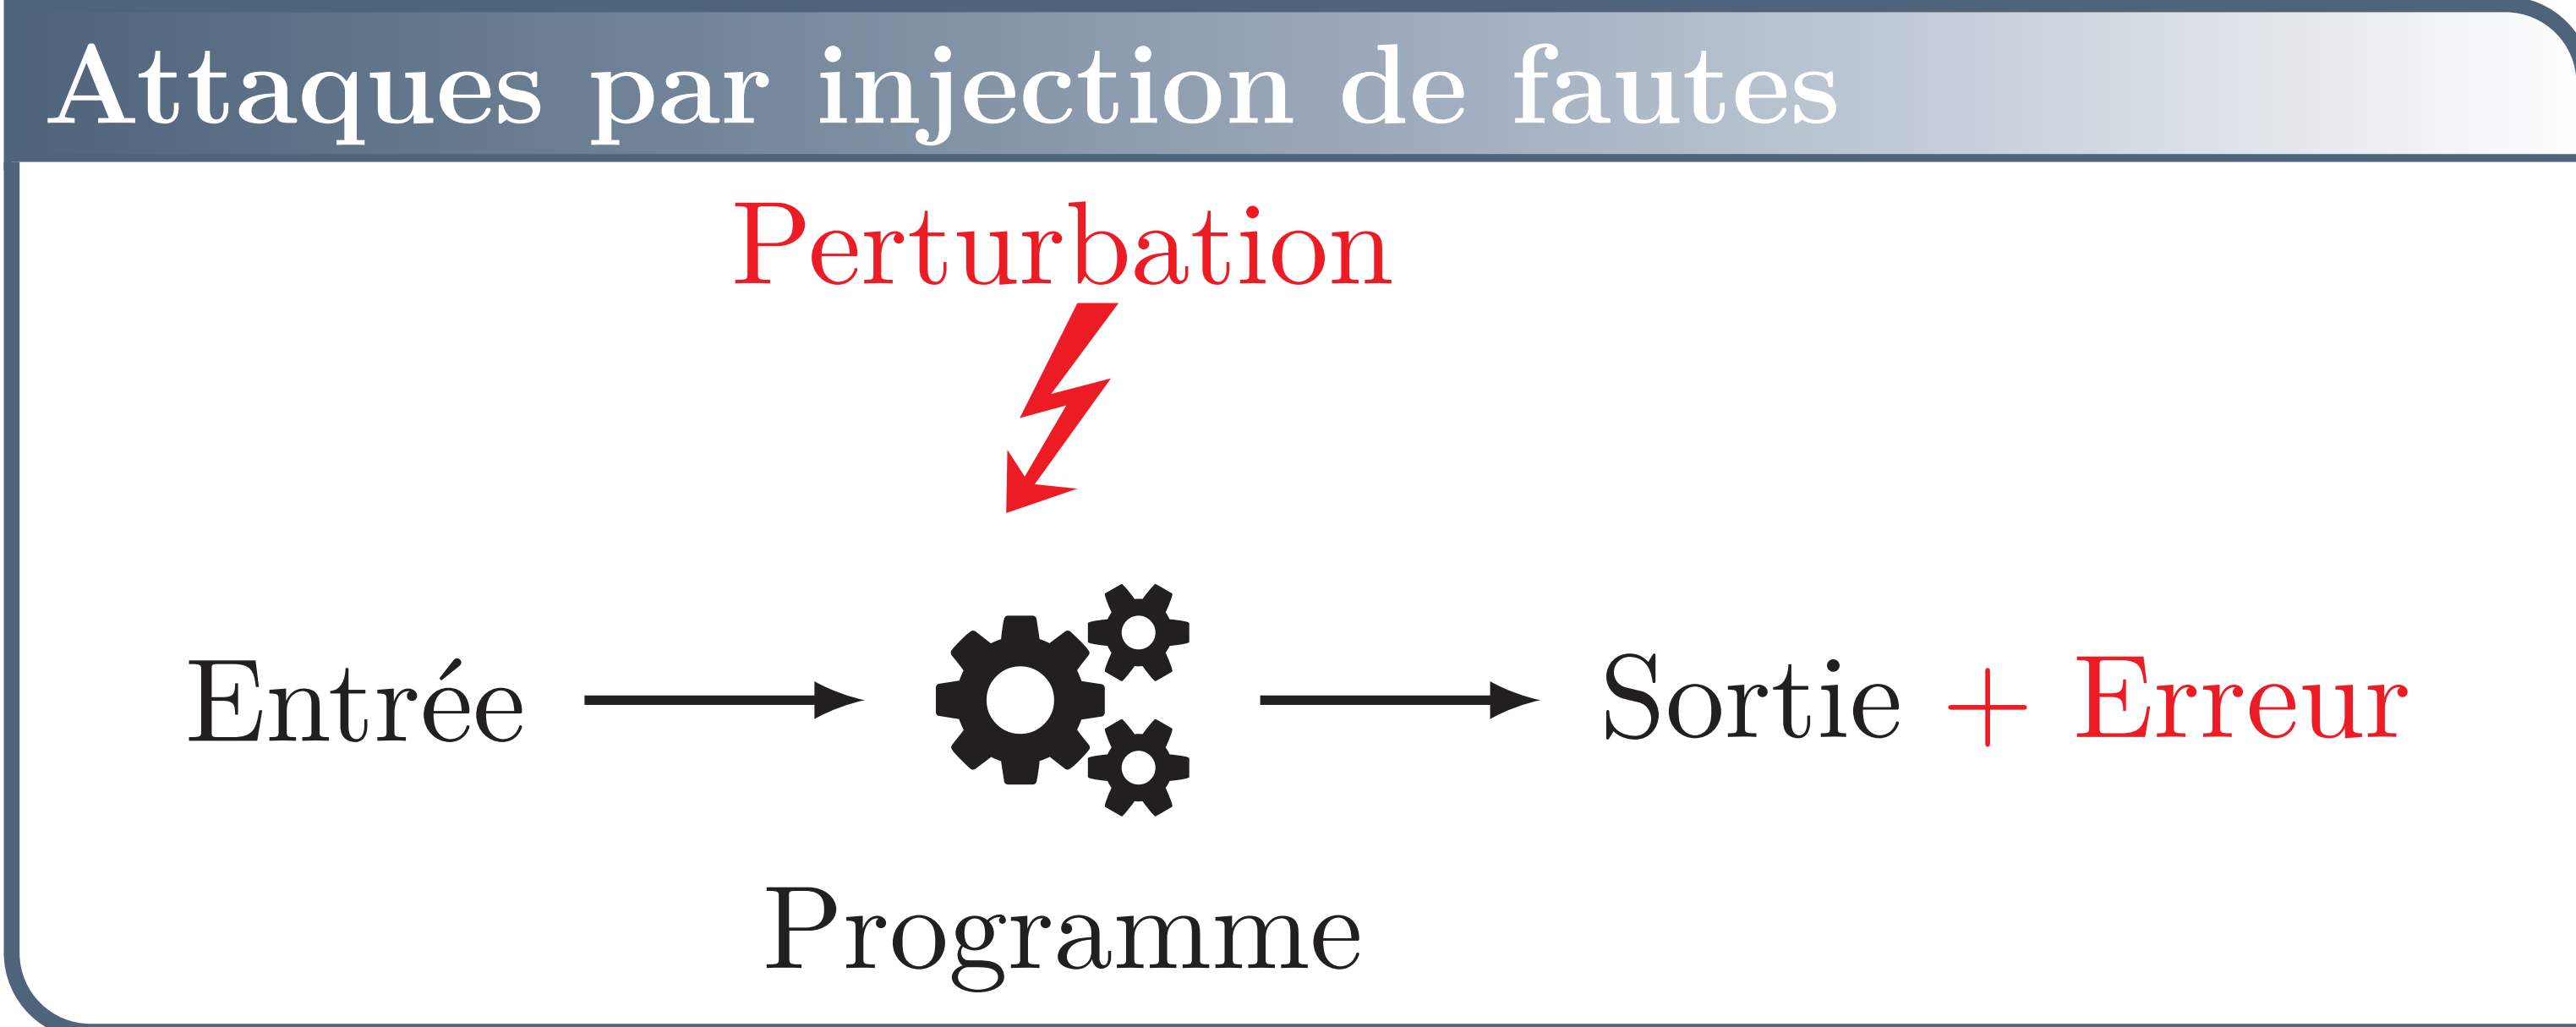 Attaques par injection de fautes
Perturbation
Entrée
Sortie + Erreur
Programme